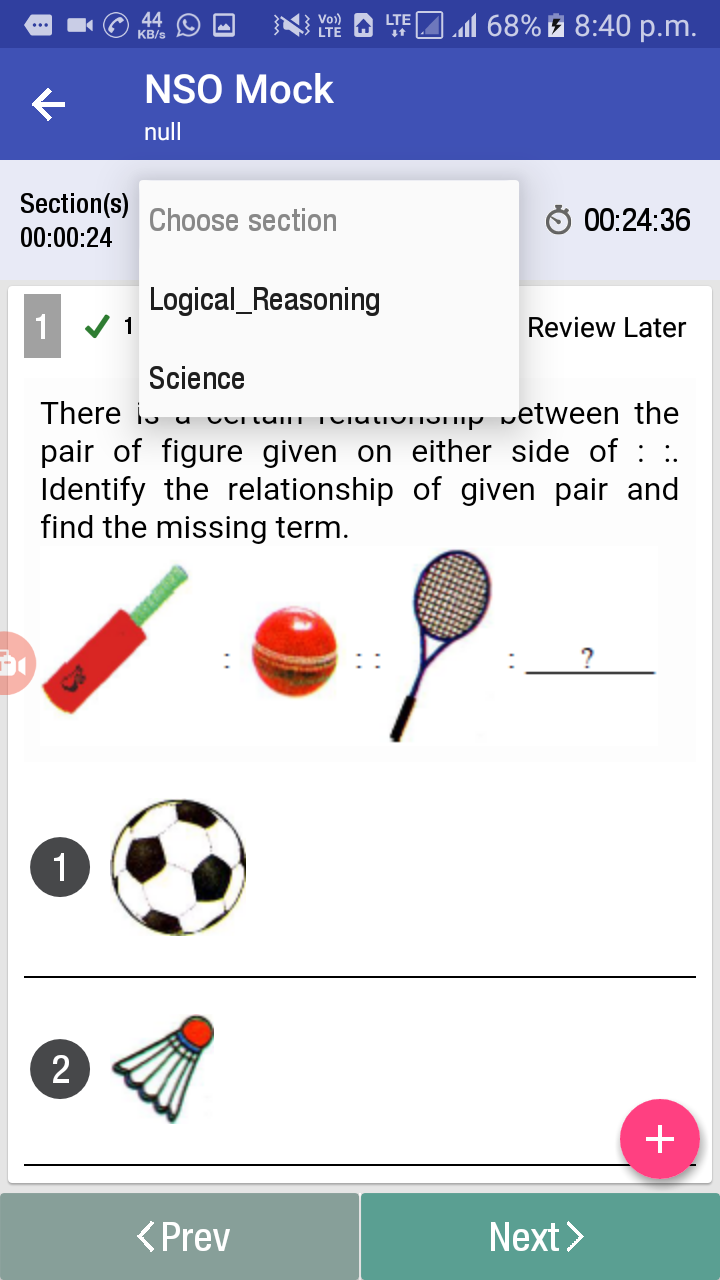 44
KB/s
Vo))
LTE
LTE
68%
8:40 p.m.
NSO Mock
null
Section(s)
00:00:24
Choose section
Logical_Reasoning
Science
00:24:36
1
1
Review Later
There is a certain relationship between the
pair of figure given on either side of : :.
Identify the relationship of given pair and
find the missing term.
: : : : ?
1
2
+
Prev
Next